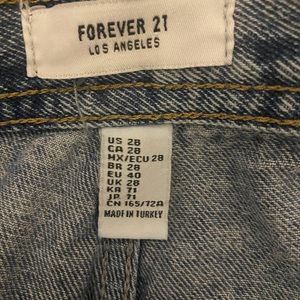 FOREVER 21
LOS ANGELES
US 28
CA 28
MX/ECU 28
BR 28
EU 40
UK 28
KR 71
JP 71
CN 165/72A
MADE IN TURKEY